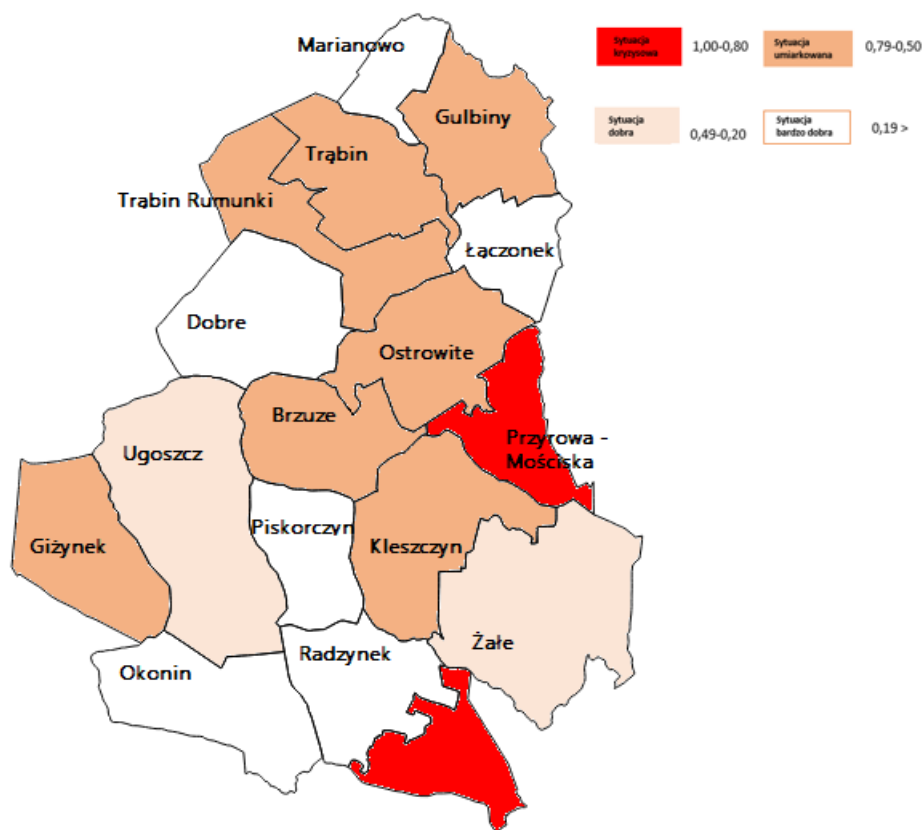 Marianowo
Sytuacja
kryzysowa
1,00-0,80
Sytuacja
umiarkowana
0,79-0,50
Sytuacja
dobra
0,49-0,20
Sytuacja
bardzo dobra
0,19 >
Gulbiny
Trąbin
Trąbin Rumunki
Łączonek
Dobre
Ostrowite
Brzuze
Przyrowa -
Mościska
Ugoszcz
Piskorczyn
Giżynek
Kleszczyn
Żałe
Radzynek
Okonin